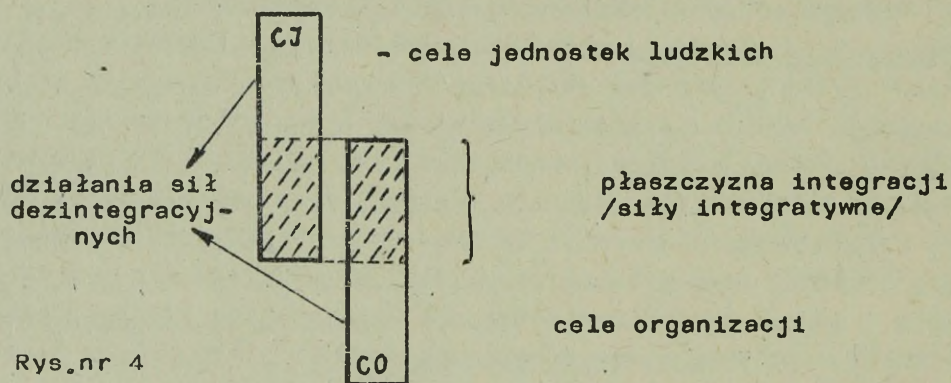 CJ
- cele jednostek ludzkich
działania sił
dezintegracyj-
nych
płaszczyzna integracji
/siły integratywne/
cele organizacji
CO
Rys.nr 4